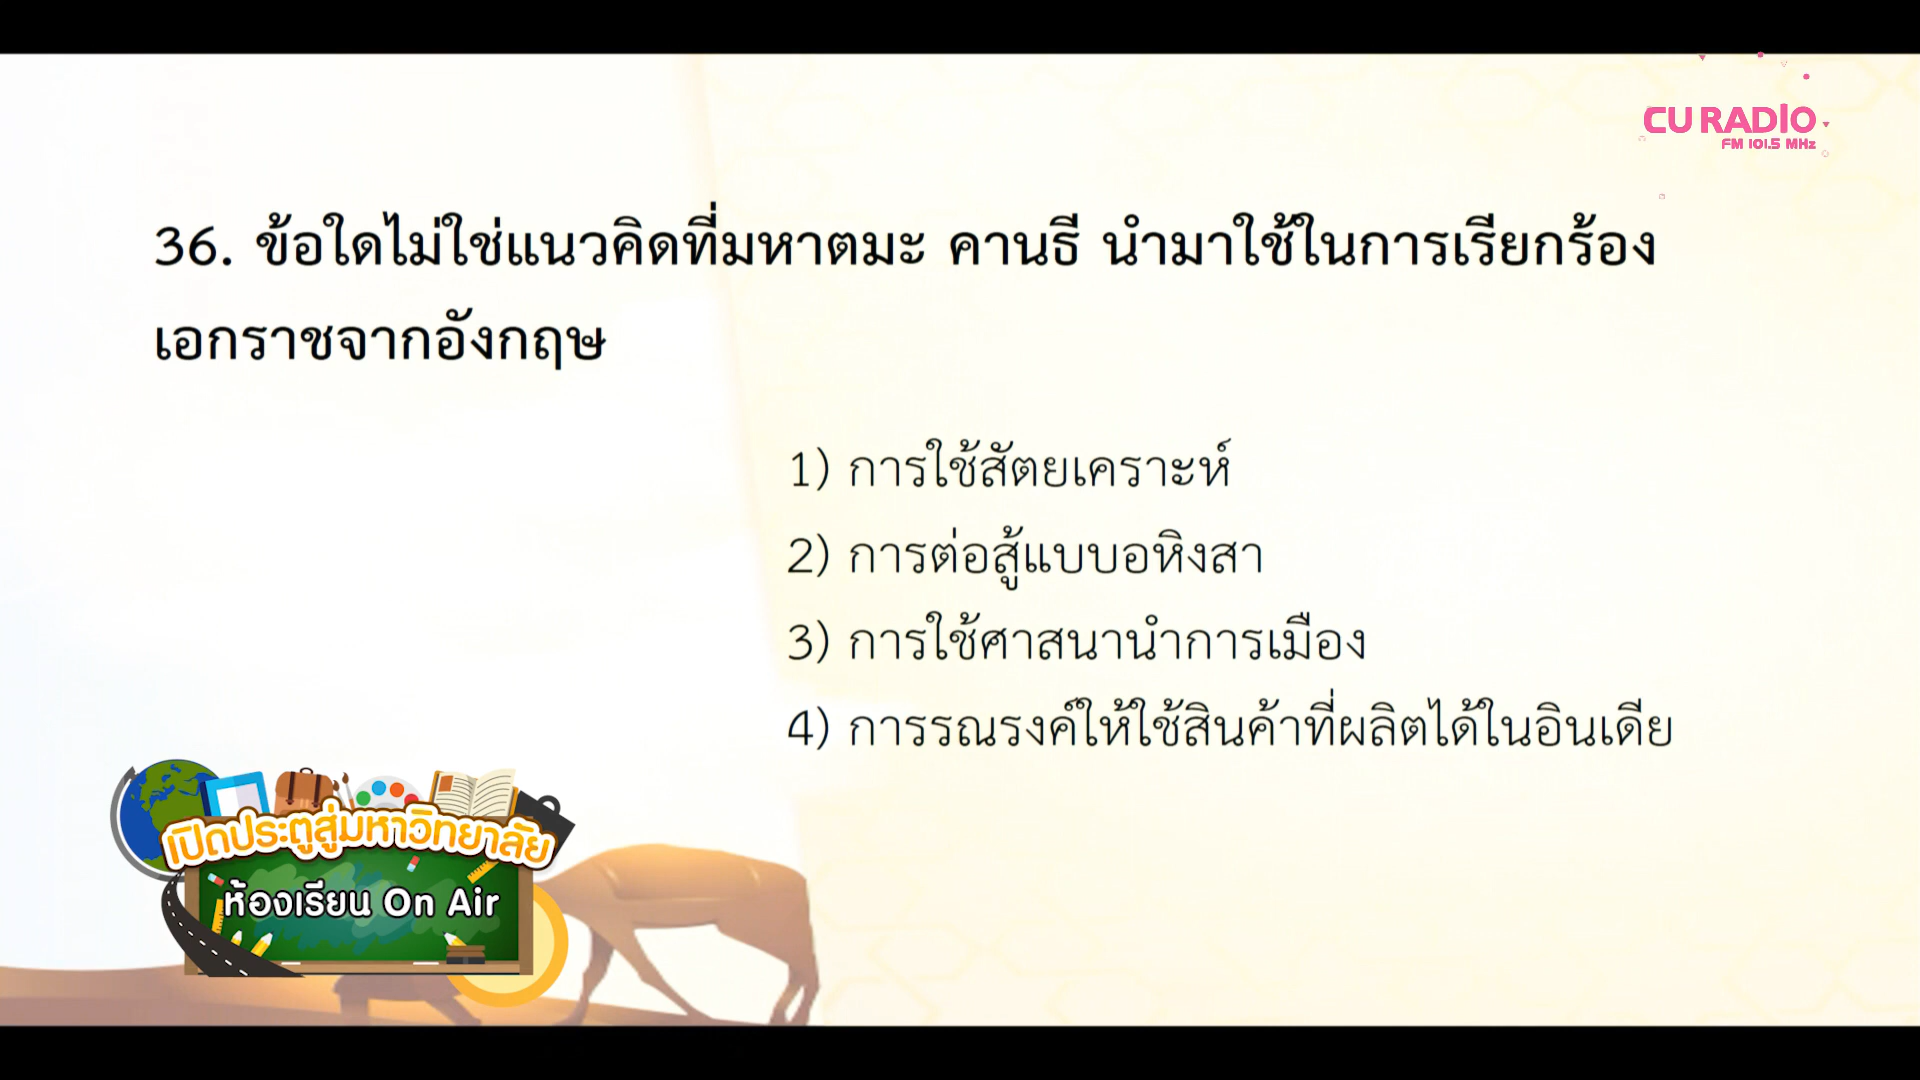 CU RADIO
FM 101.5 MHz
36. ข้อใดไม่ใช่แนวคิดที่มหาตมะ คานธี นำมาใช้ในการเรียกร้อง
เอกราชจากอังกฤษ
1) การใช้สัตยเคราะห์
2) การต่อสู้แบบอหิงสา
3) การใช้ศาสนานำการเมือง
4) การรณรงค์ให้ใช้สินค้าที่ผลิตได้ในอินเดีย
เปิดประตูสู่มหาวิทยาลัย
ห้องเรียน On Air